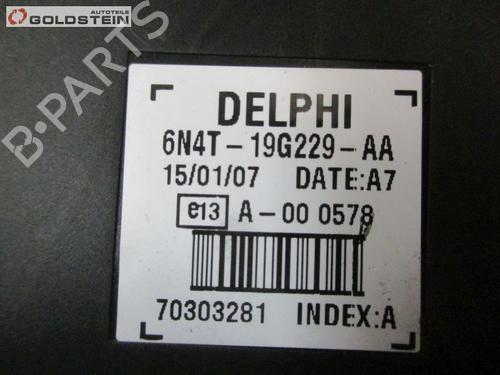 AUTOTEILE
GOLDSTEIN
B-PARTS
DELPHI
6N4T-19G229-AA
15/01/07 DATE:A7
e13 A-00 0578
70303281 INDEX:A